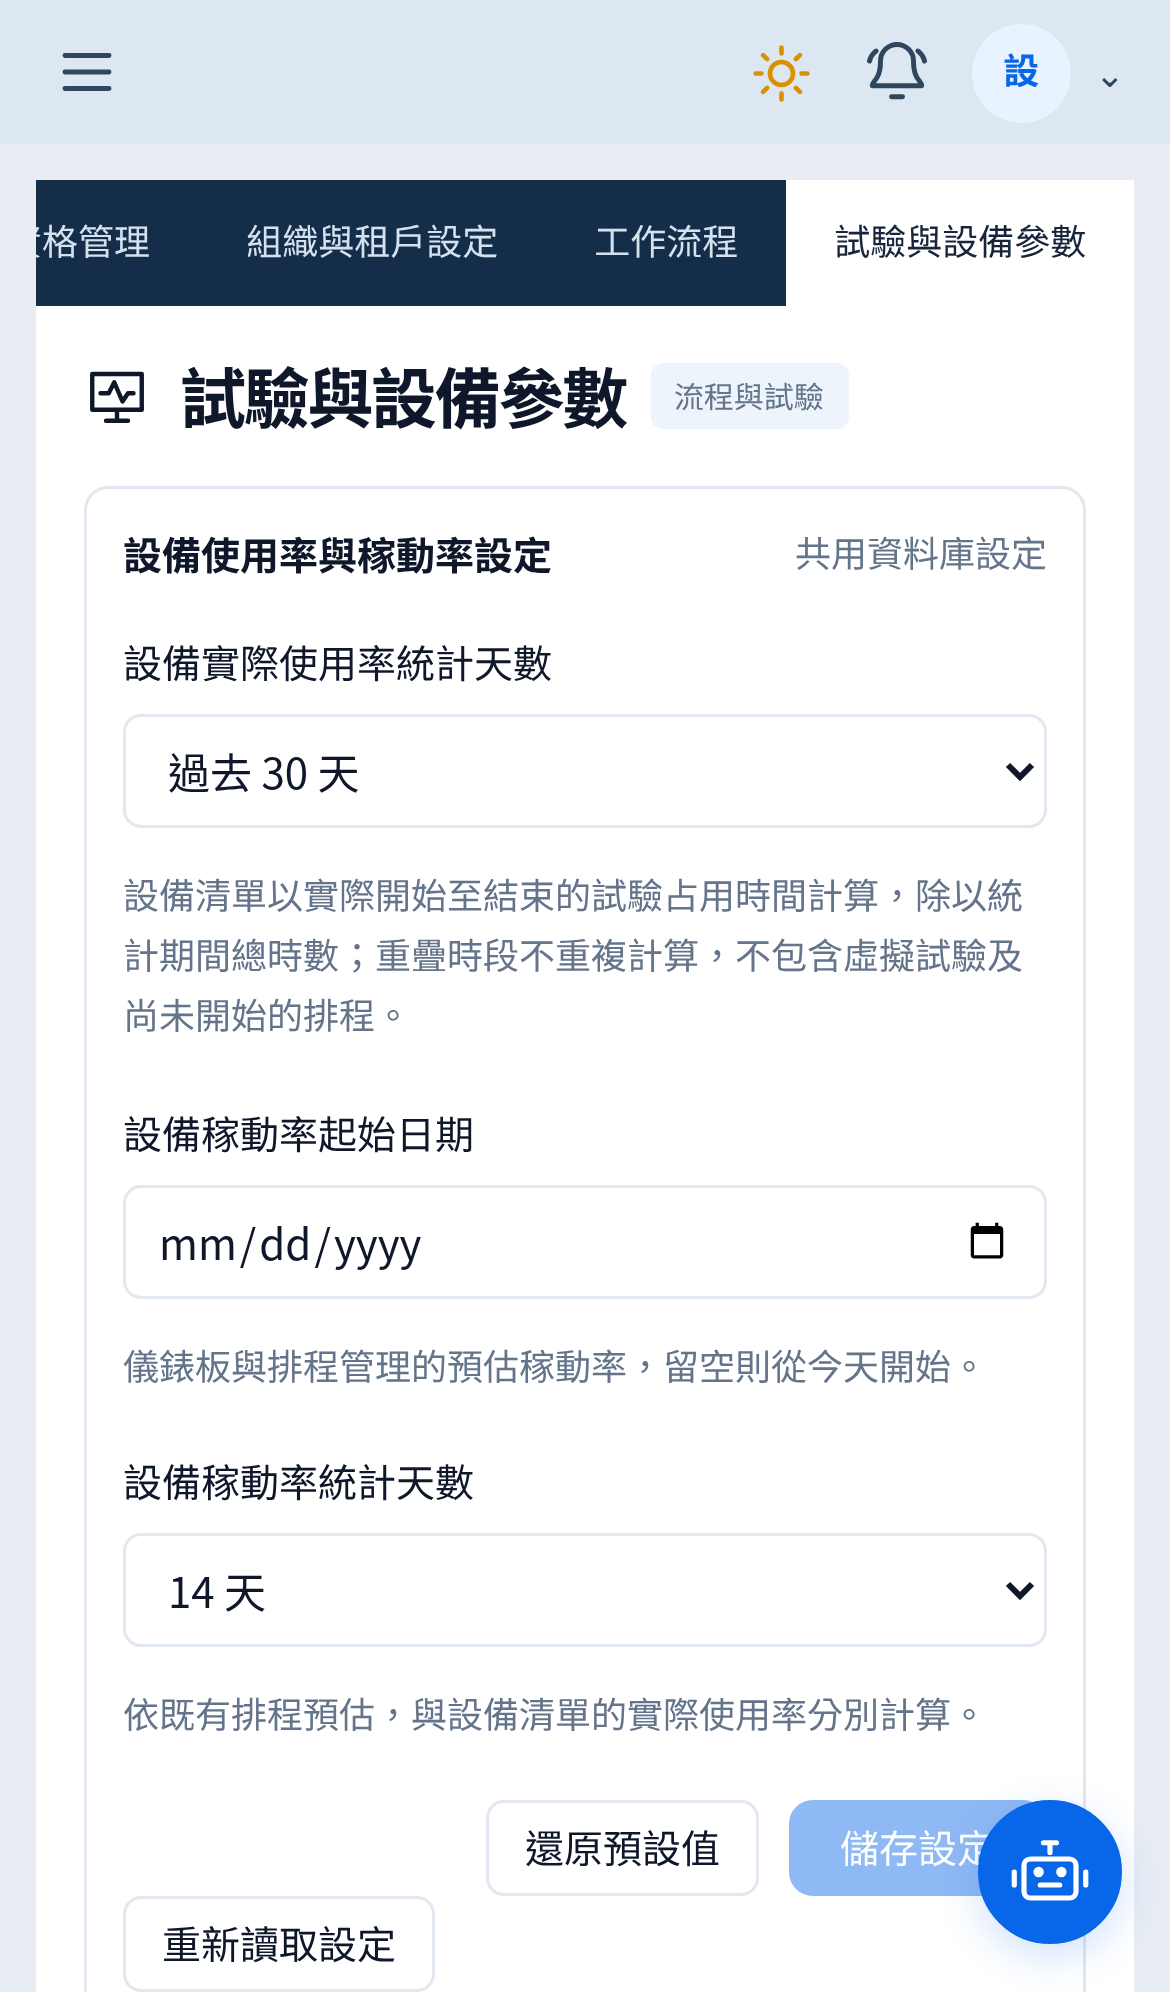 設
格管理
組織與租戶設定
工作流程
試驗與設備參數
試驗與設備參數
流程與試驗
設備使用率與稼動率設定
共用資料庫設定
設備實際使用率統計天數
過去 30 天
設備清單以實際開始至結束的試驗占用時間計算，除以統
計期間總時數；重疊時段不重複計算，不包含虛擬試驗及
尚未開始的排程。
設備稼動率起始日期
mm/dd/yyyy
儀錶板與排程管理的預估稼動率，留空則從今天開始。
設備稼動率統計天數
14 天
依既有排程預估，與設備清單的實際使用率分別計算。
還原預設值
儲存設定
重新讀取設定